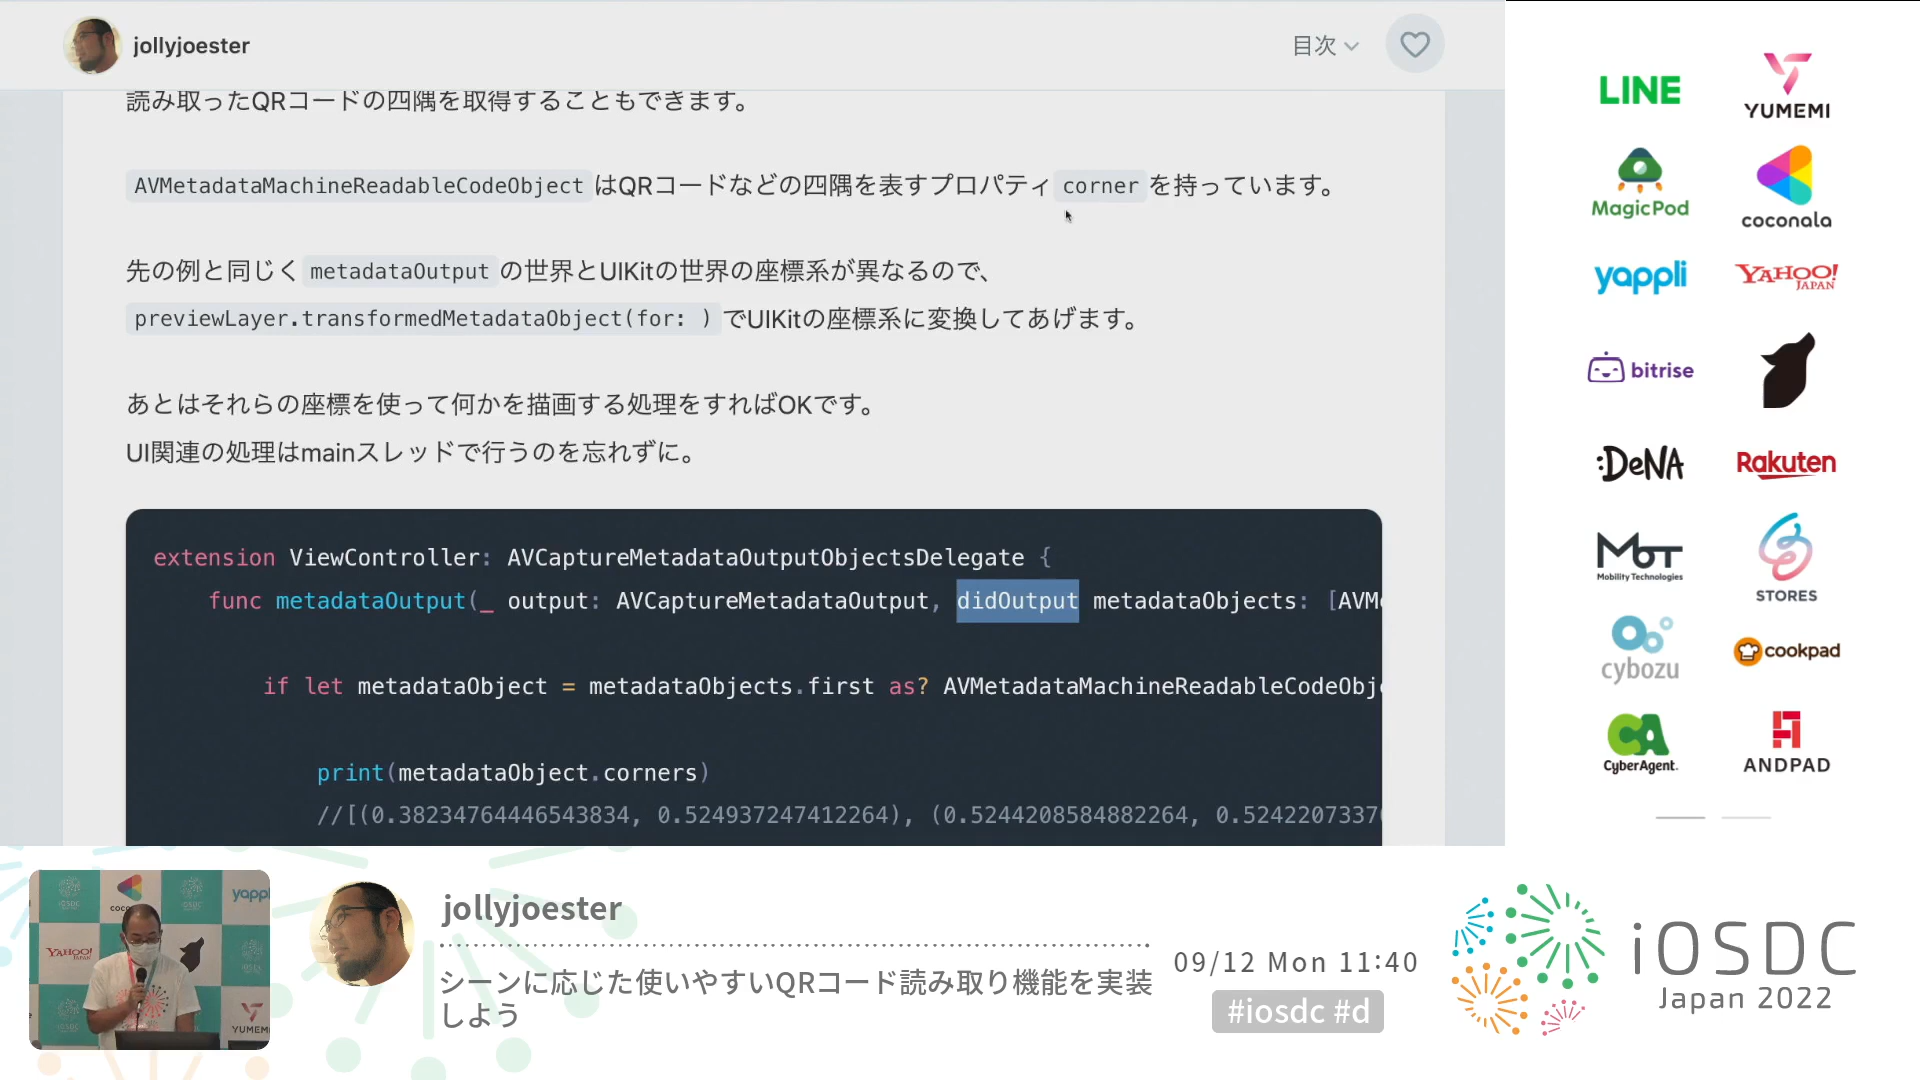 jollyjoester
目次
読み取ったQRコードの四隅を取得することもできます。
AVMetadataMachineReadableCodeObject はQRコードなどの四隅を表すプロパティ corner を持っています。
先の例と同じく metadataOutput の世界とUIKitの世界の座標系が異なるので、
previewLayer.transformedMetadataObject(for: ) でUIKitの座標系に変換してあげます。
あとはそれらの座標を使って何かを描画する処理をすればOKです。
UI関連の処理はmainスレッドで行うのを忘れずに。
extension ViewController: AVCaptureMetadataOutputObjectsDelegate {
func metadataOutput(_ output: AVCaptureMetadataOutput, didOutput metadataObjects: [AVM
if let metadataObject = metadataObjects.first as? AVMetadataMachineReadableCodeObj
print(metadataObject.corners)
//[(0.38234764446543834, 0.524937247412264), (0.5244208584882264, 0.5242207337
LINE
YUMEMI
MagicPod
coconala
yappli
YAHOO!
JAPAN
bitrise
:DeNA
Rakuten
MoT
Mobility Technologies
STORES
cybozu
cookpad
CA
CyberAgent.
ANDPAD
yappl
YAHOO!
YUMEM
jollyjoester
シーンに応じた使いやすいQRコード読み取り機能を実装
しよう
09/12 Mon 11:40
#iosdc #d
iOSDC
Japan 2022